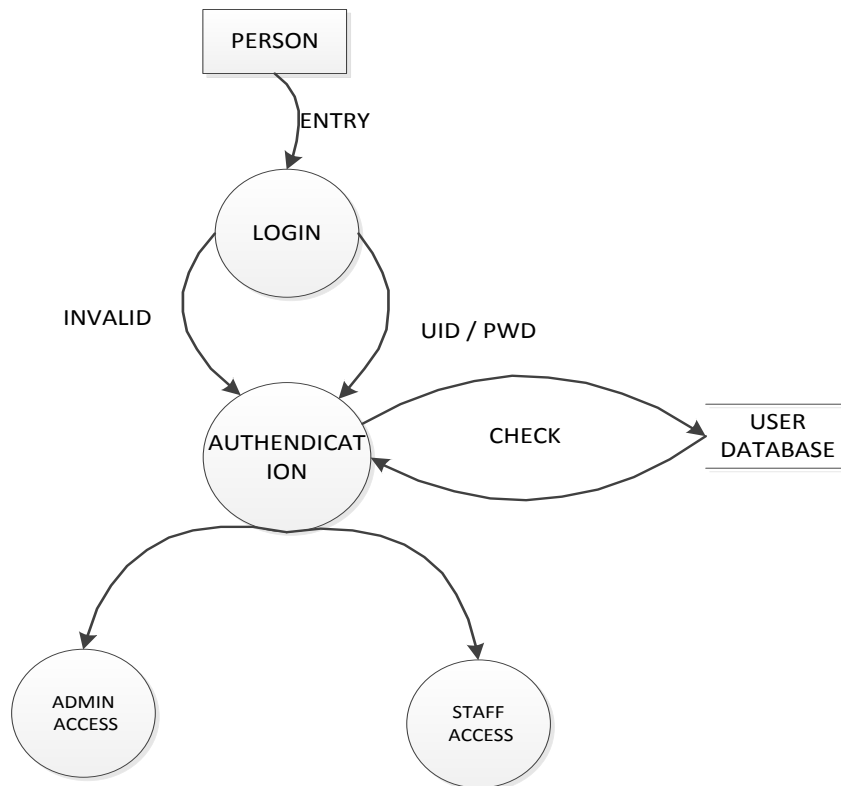 PERSON
ENTRY
LOGIN
INVALID
UID / PWD
AUTHENDICAT
ION
CHECK
USER
DATABASE
ADMIN
ACCESS
STAFF
ACCESS